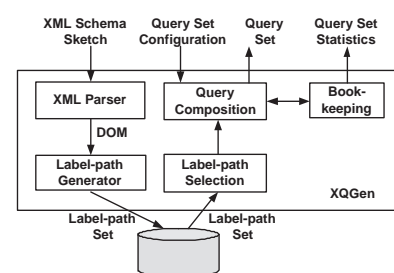 XML Schema
Sketch
Query Set
Configuration
Query
Set
Query Set
Statistics
XML Parser
Query
Composition
Book-
keeping
DOM
Label-path
Generator
Label-path
Selection
XQGen
Label-path
Set
Label-path
Set